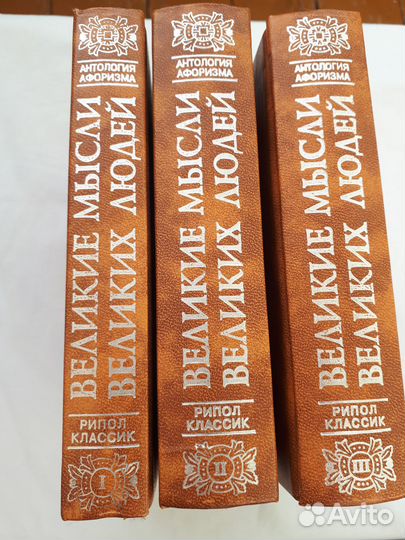 АНТОЛОГИЯ
АФОРИЗМА
ВЕЛИКИЕ МЫСЛИ
ВЕЛИКИХ ЛЮДЕЙ
РИПОЛ
КЛАССИК
I
АНТОЛОГИЯ
АФОРИЗМА
ВЕЛИКИЕ МЫСЛИ
ВЕЛИКИХ ЛЮДЕЙ
РИПОЛ
КЛАССИК
II
АНТОЛОГИЯ
АФОРИЗМА
ВЕЛИКИЕ МЫСЛИ
ВЕЛИКИХ ЛЮДЕЙ
РИПОЛ
КЛАССИК
III
Avito